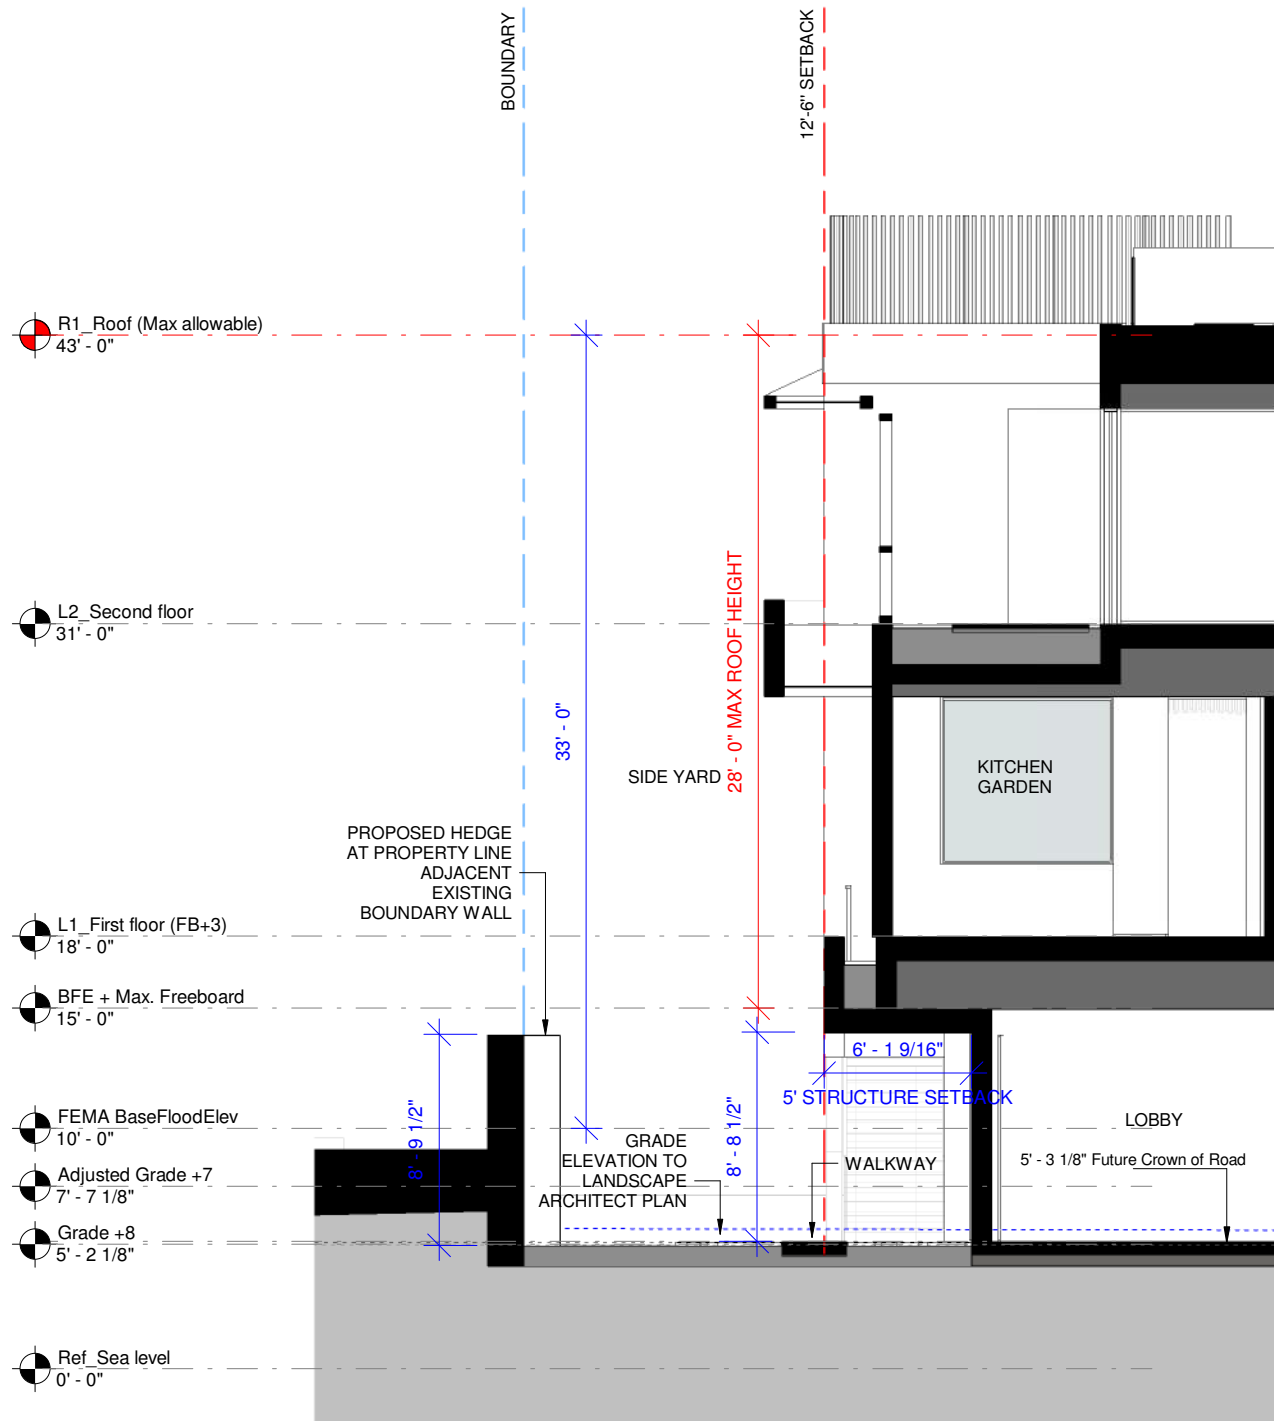 BOUNDARY
12'-6" SETBACK
R1_Roof (Max allowable)
43' - 0"
L2_Second floor
31' - 0"
33' - 0"
28' - 0" MAX ROOF HEIGHT
SIDE YARD
KITCHEN
GARDEN
PROPOSED HEDGE
AT PROPERTY LINE
ADJACENT
EXISTING
BOUNDARY WALL
L1_First floor (FB+3)
18' - 0"
BFE + Max. Freeboard
15' - 0"
6' - 1 9/16"
5' STRUCTURE SETBACK
8' - 9 1/2"
8' - 8 1/2"
FEMA BaseFloodElev
10' - 0"
LOBBY
GRADE
ELEVATION TO
LANDSCAPE
ARCHITECT PLAN
WALKWAY
5' - 3 1/8" Future Crown of Road
Adjusted Grade +7
7' - 7 1/8"
Grade +8
5' - 2 1/8"
Ref_Sea level
0' - 0"